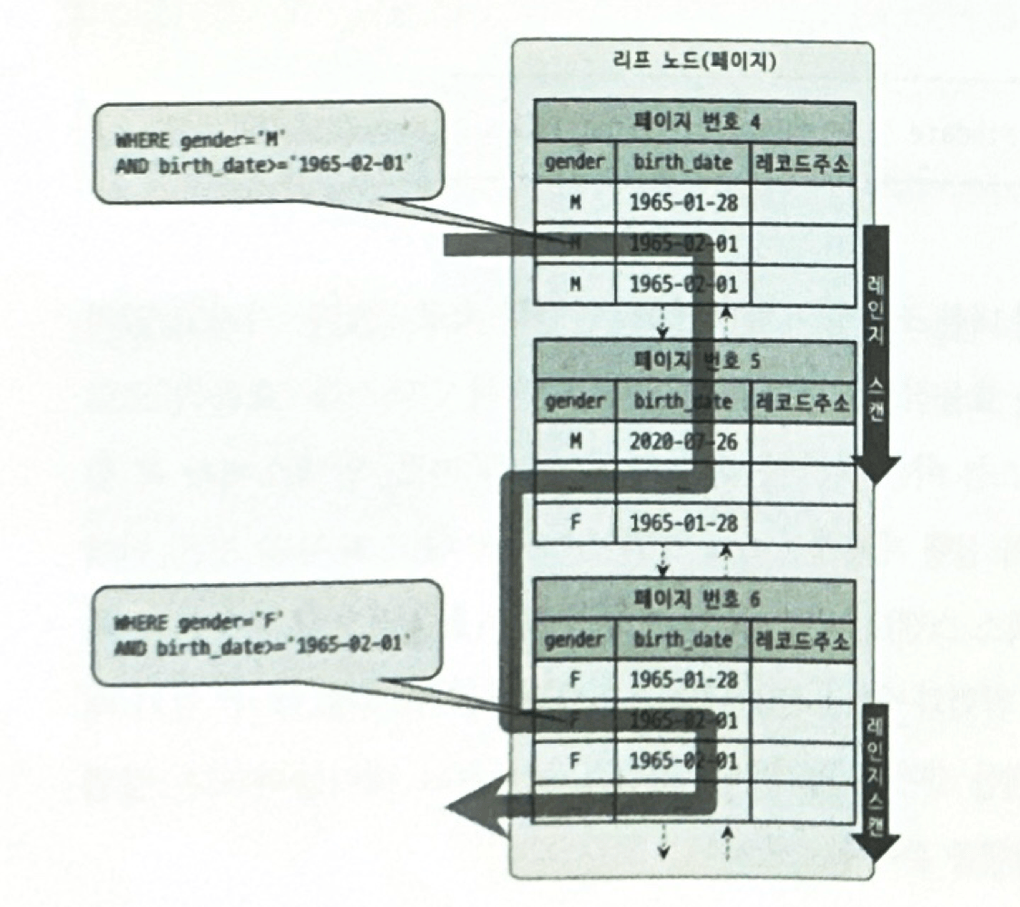 리프 노드(페이지)
WHERE gender='M'
AND birth_date>='1965-02-01'
페이지 번호 4
gender birth_date 레코드주소
M 1965-01-28
M 1965-02-01
M 1965-02-01
레인지 스캔
페이지 번호 5
gender birth_date 레코드주소
M 2020-07-26
F 1965-01-28
WHERE gender='F'
AND birth_date>='1965-02-01'
페이지 번호 6
gender birth_date 레코드주소
F 1965-01-28
F 1965-02-01
F 1965-02-01
레인지 스캔